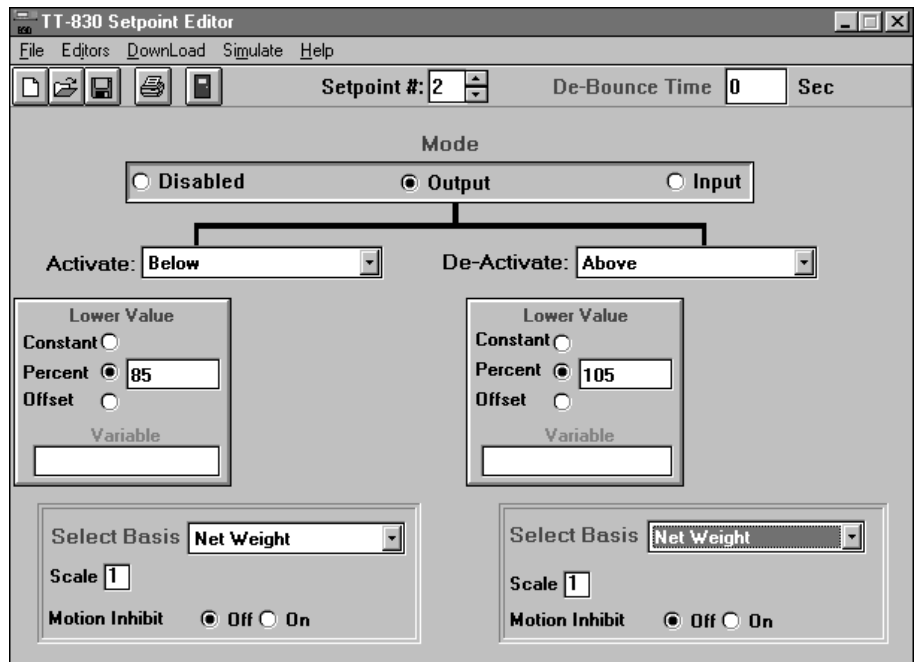 TT-830 Setpoint Editor
File Editors DownLoad Simulate Help
Setpoint #: 2 De-Bounce Time 0 Sec
Mode
Disabled Output Input
Activate: Below De-Activate: Above
Lower Value
Constant
Percent 85
Offset
Variable
Lower Value
Constant
Percent 105
Offset
Variable
Select Basis Net Weight
Scale 1
Motion Inhibit Off On
Select Basis Net Weight
Scale 1
Motion Inhibit Off On